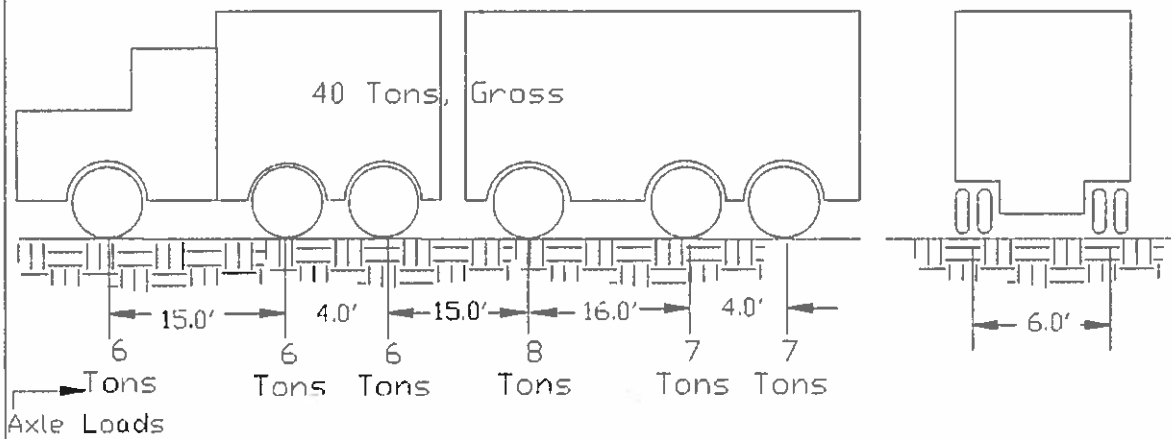 40 Tons, Gross
15.0' 4.0' 15.0' 16.0' 4.0' 6.0'
6 6 6 8 7 7
Tons Tons Tons Tons Tons Tons
Axle Loads